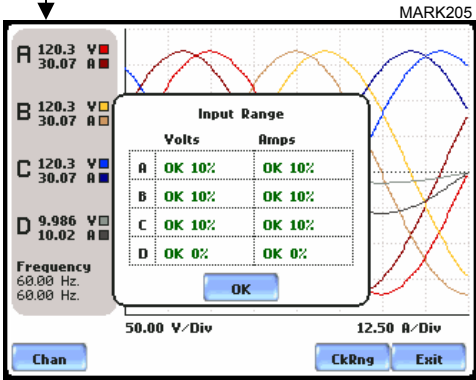 MARK205
A 120.3 V
30.07 A
B 120.3 V
30.07 A
C 120.3 V
30.07 A
D 9.986 V
10.02 A
Frequency
60.00 Hz.
60.00 Hz.
Input Range
Volts Amps
A OK 10% OK 10%
B OK 10% OK 10%
C OK 10% OK 10%
D OK 0% OK 0%
OK
50.00 V/Div 12.50 A/Div
Chan CkRng Exit